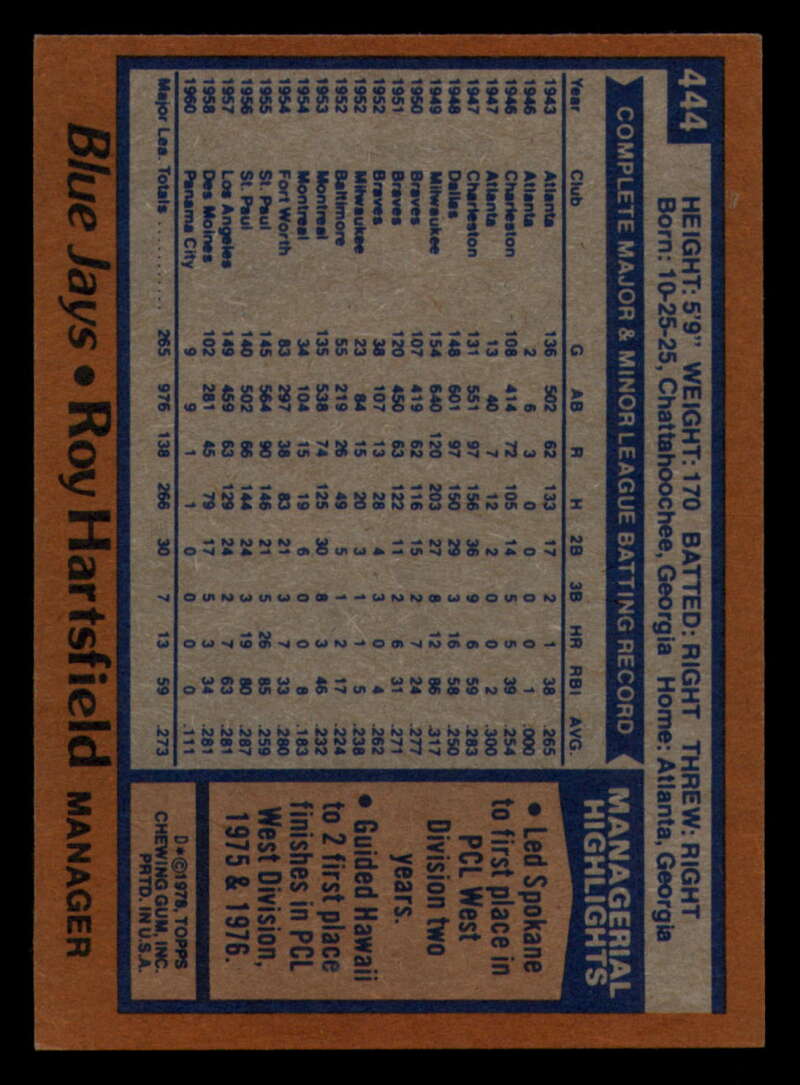 444
HEIGHT: 5'9" WEIGHT: 170 BATTED: RIGHT THREW: RIGHT
Born: 10-25-25, Chattahoochee, Georgia Home: Atlanta, Georgia
COMPLETE MAJOR & MINOR LEAGUE BATTING RECORD
Year Club G AB R H 2B 3B HR RBI AVG.
1943 Atlanta 136 502 62 133 17 2 1 38 .265
1946 Atlanta 2 6 3 0 0 0 0 1 .000
1946 Charleston 108 414 72 105 14 5 5 39 .254
1947 Atlanta 13 40 7 12 2 0 0 2 .300
1947 Charleston 131 551 97 156 36 9 6 59 .283
1948 Dallas 148 601 97 150 29 3 16 58 .250
1949 Milwaukee 154 640 120 203 27 8 12 86 .317
1950 Braves 107 419 62 116 15 2 7 24 .277
1951 Braves 120 450 63 122 11 2 6 31 .271
1952 Braves 38 107 13 28 4 3 0 4 .262
1952 Milwaukee 23 84 15 20 3 1 1 5 .238
1952 Baltimore 55 219 26 49 5 1 2 17 .224
1953 Montreal 135 538 74 125 30 8 3 46 .232
1954 Montreal 34 104 15 19 6 0 0 8 .183
1954 Fort Worth 83 297 38 83 21 3 7 33 .280
1955 St. Paul 145 564 90 146 21 5 26 85 .259
1956 St. Paul 140 502 66 144 24 3 19 80 .287
1957 Los Angeles 149 459 63 129 24 2 7 63 .281
1958 Des Moines 102 281 45 79 17 5 3 34 .281
1960 Panama City 9 9 1 1 0 0 0 0 .111
Major Lea. Totals .......... 265 976 138 266 30 7 13 59 .273
MANAGERIAL
HIGHLIGHTS
• Led Spokane
to first place in
PCL West
Division two
years.
• Guided Hawaii
to 2 first place
finishes in PCL
West Division,
1975 & 1976.
D*©1978, TOPPS
CHEWING GUM, INC.
PRTD. IN U.S.A.
Blue Jays • Roy Hartsfield MANAGER